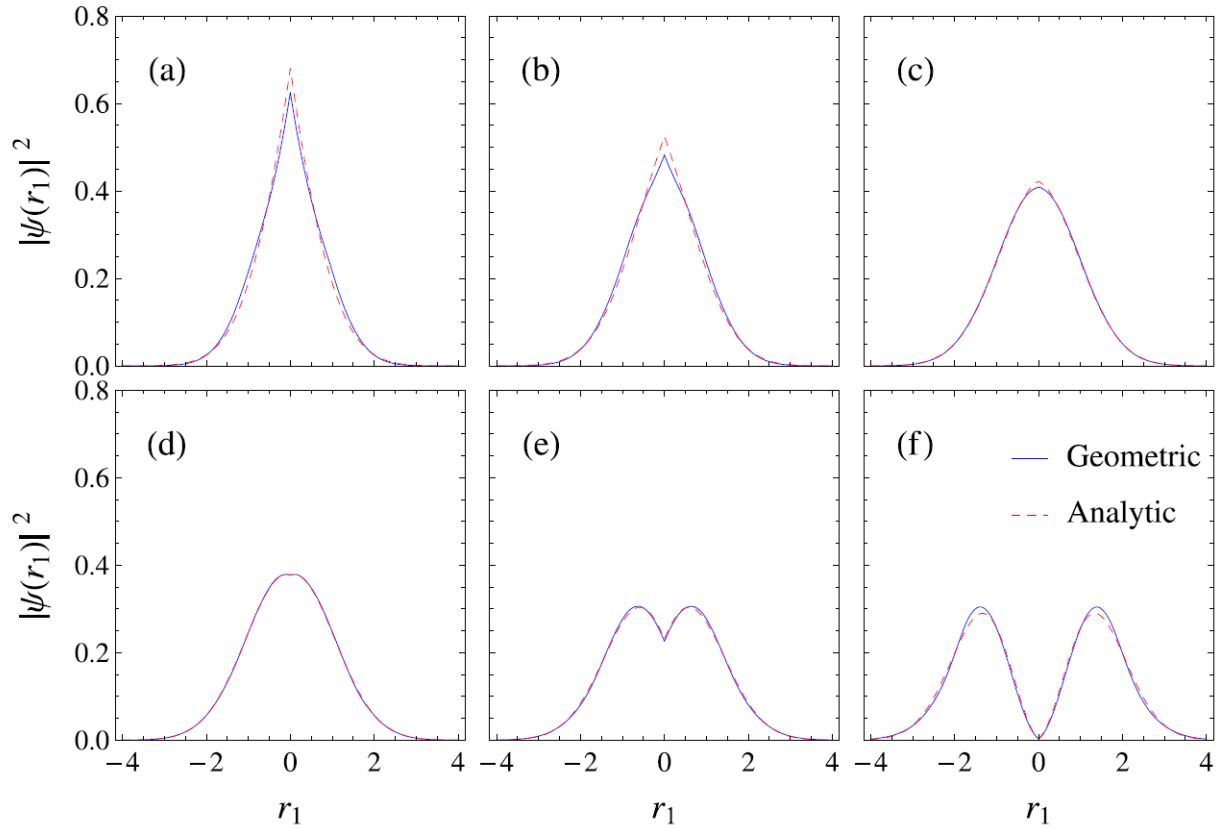 0.8
(a)
(b)
(c)
0.6
|ψ(r₁)|²
0.4
0.2
0.0
0.8
(d)
(e)
(f)
Geometric
0.6
Analytic
|ψ(r₁)|²
0.4
0.2
0.0
−4 −2 0 2 4
−4 −2 0 2 4
−4 −2 0 2 4
r₁
r₁
r₁